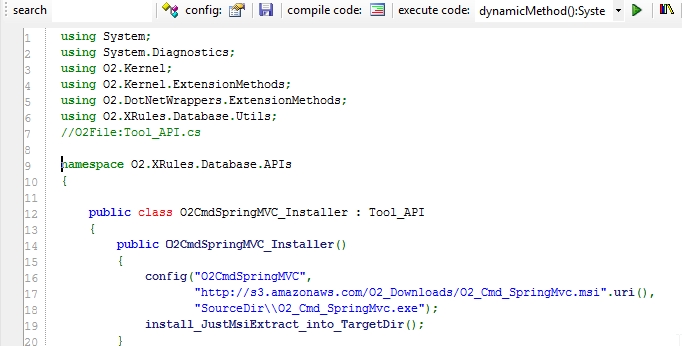 search config: compile code: execute code: dynamicMethod():Syste
1 using System;
2 using System.Diagnostics;
3 using O2.Kernel;
4 using O2.Kernel.ExtensionMethods;
5 using O2.DotNetWrappers.ExtensionMethods;
6 using O2.XRules.Database.Utils;
7 //O2File:Tool_API.cs
8
9 namespace O2.XRules.Database.APIs
10 {
11
12 public class O2CmdSpringMVC_Installer : Tool_API
13 {
14 public O2CmdSpringMVC_Installer()
15 {
16 config("O2CmdSpringMVC",
17 "http://s3.amazonaws.com/O2_Downloads/O2_Cmd_SpringMvc.msi".uri(),
18 "SourceDir\\O2_Cmd_SpringMvc.exe");
19 install_JustMsiExtract_into_TargetDir();
20 }